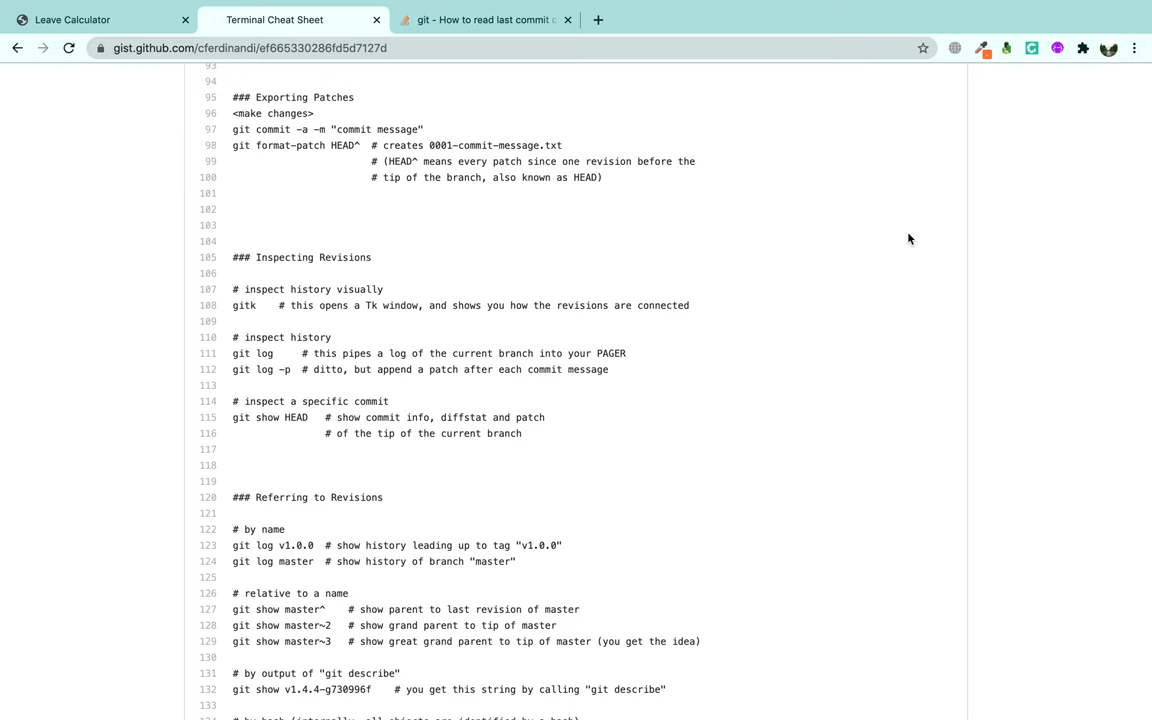 Leave Calculator
Terminal Cheat Sheet
git - How to read last commit c
gist.github.com/cferdinandi/ef665330286fd5d7127d
93
94
95 ### Exporting Patches
96 <make changes>
97 git commit -a -m "commit message"
98 git format-patch HEAD^ # creates 0001-commit-message.txt
99 # (HEAD^ means every patch since one revision before the
100 # tip of the branch, also known as HEAD)
101
102
103
104
105 ### Inspecting Revisions
106
107 # inspect history visually
108 gitk # this opens a Tk window, and shows you how the revisions are connected
109
110 # inspect history
111 git log # this pipes a log of the current branch into your PAGER
112 git log -p # ditto, but append a patch after each commit message
113
114 # inspect a specific commit
115 git show HEAD # show commit info, diffstat and patch
116 # of the tip of the current branch
117
118
119
120 ### Referring to Revisions
121
122 # by name
123 git log v1.0.0 # show history leading up to tag "v1.0.0"
124 git log master # show history of branch "master"
125
126 # relative to a name
127 git show master^ # show parent to last revision of master
128 git show master~2 # show grand parent to tip of master
129 git show master~3 # show great grand parent to tip of master (you get the idea)
130
131 # by output of "git describe"
132 git show v1.4.4-g730996f # you get this string by calling "git describe"
133
134 # by hash (internally, all objects are identified by a hash)